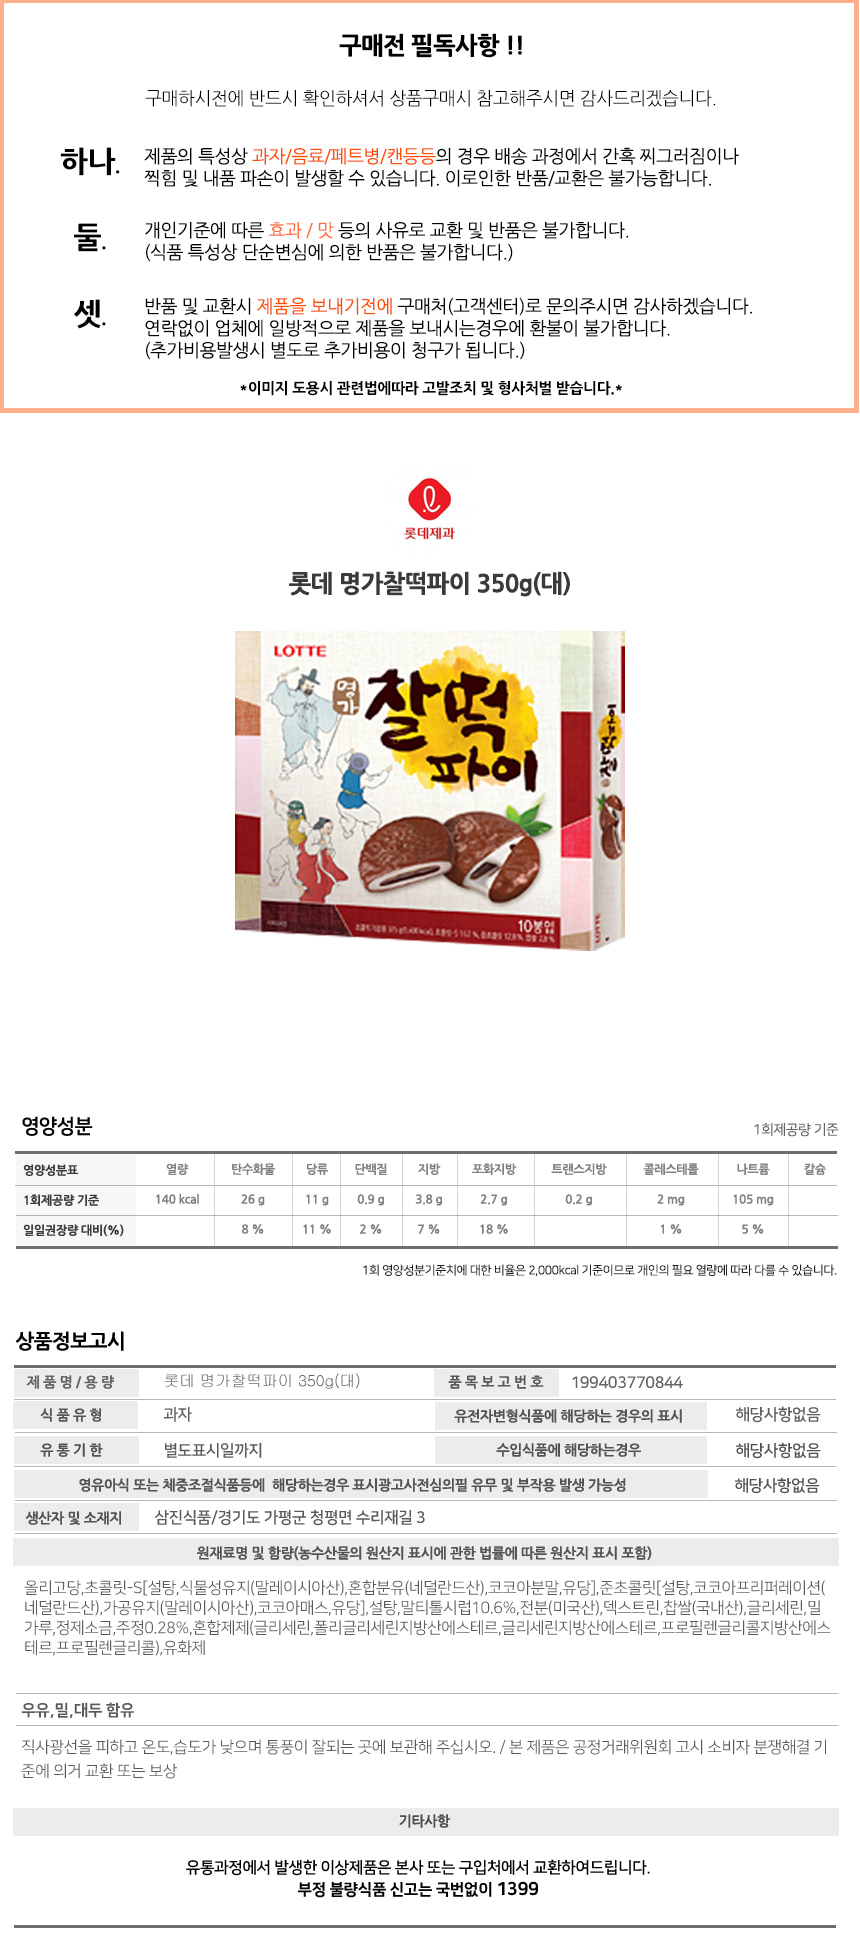 구매전 필독사항 !!
구매하시전에 반드시 확인하셔서 상품구매시 참고해주시면 감사드리겠습니다.
하나. 제품의 특성상 과자/음료/페트병/캔등등의 경우 배송 과정에서 간혹 찌그러짐이나
찍힘 및 내품 파손이 발생할 수 있습니다. 이로인한 반품/교환은 불가능합니다.
둘. 개인기준에 따른 효과 / 맛 등의 사유로 교환 및 반품은 불가합니다.
(식품 특성상 단순변심에 의한 반품은 불가합니다.)
셋. 반품 및 교환시 제품을 보내기전에 구매처(고객센터)로 문의주시면 감사하겠습니다.
연락없이 업체에 일방적으로 제품을 보내시는경우에 환불이 불가합니다.
(추가비용발생시 별도로 추가비용이 청구가 됩니다.)
*이미지 도용시 관련법에따라 고발조치 및 형사처벌 받습니다.*
롯데제과
롯데 명가찰떡파이 350g(대)
LOTTE
명가
찰떡
파이
10봉입
LOTTE
영양성분
1회제공량 기준
영양성분표 열량 탄수화물 당류 단백질 지방 포화지방 트랜스지방 콜레스테롤 나트륨 칼슘
1회제공량 기준 140 kcal 26 g 11 g 0.9 g 3.8 g 2.7 g 0.2 g 2 mg 105 mg
일일권장량 대비(%) 8 % 11 % 2 % 7 % 18 % 1 % 5 %
1회 영양성분기준치에 대한 비율은 2,000kcal 기준이므로 개인의 필요 열량에 따라 다를 수 있습니다.
상품정보고시
제 품 명 / 용 량 롯데 명가찰떡파이 350g(대) 품 목 보 고 번 호 199403770844
식 품 유 형 과자 유전자변형식품에 해당하는 경우의 표시 해당사항없음
유 통 기 한 별도표시일까지 수입식품에 해당하는경우 해당사항없음
영유아식 또는 체중조절식품등에 해당하는경우 표시광고사전심의필 유무 및 부작용 발생 가능성 해당사항없음
생산자 및 소재지 삼진식품/경기도 가평군 청평면 수리재길 3
원재료명 및 함량(농수산물의 원산지 표시에 관한 법률에 따른 원산지 표시 포함)
올리고당,초콜릿-S[설탕,식물성유지(말레이시아산),혼합분유(네덜란드산),코코아분말,유당],준초콜릿[설탕,코코아프리퍼레이션(
네덜란드산),가공유지(말레이시아산),코코아매스,유당],설탕,말티톨시럽10.6%,전분(미국산),덱스트린,찹쌀(국내산),글리세린,밀
가루,정제소금,주정0.28%,혼합제제(글리세린,폴리글리세린지방산에스테르,글리세린지방산에스테르,프로필렌글리콜지방산에스
테르,프로필렌글리콜),유화제
우유,밀,대두 함유
직사광선을 피하고 온도,습도가 낮으며 통풍이 잘되는 곳에 보관해 주십시오. / 본 제품은 공정거래위원회 고시 소비자 분쟁해결 기
준에 의거 교환 또는 보상
기타사항
유통과정에서 발생한 이상제품은 본사 또는 구입처에서 교환하여드립니다.
부정 불량식품 신고는 국번없이 1399